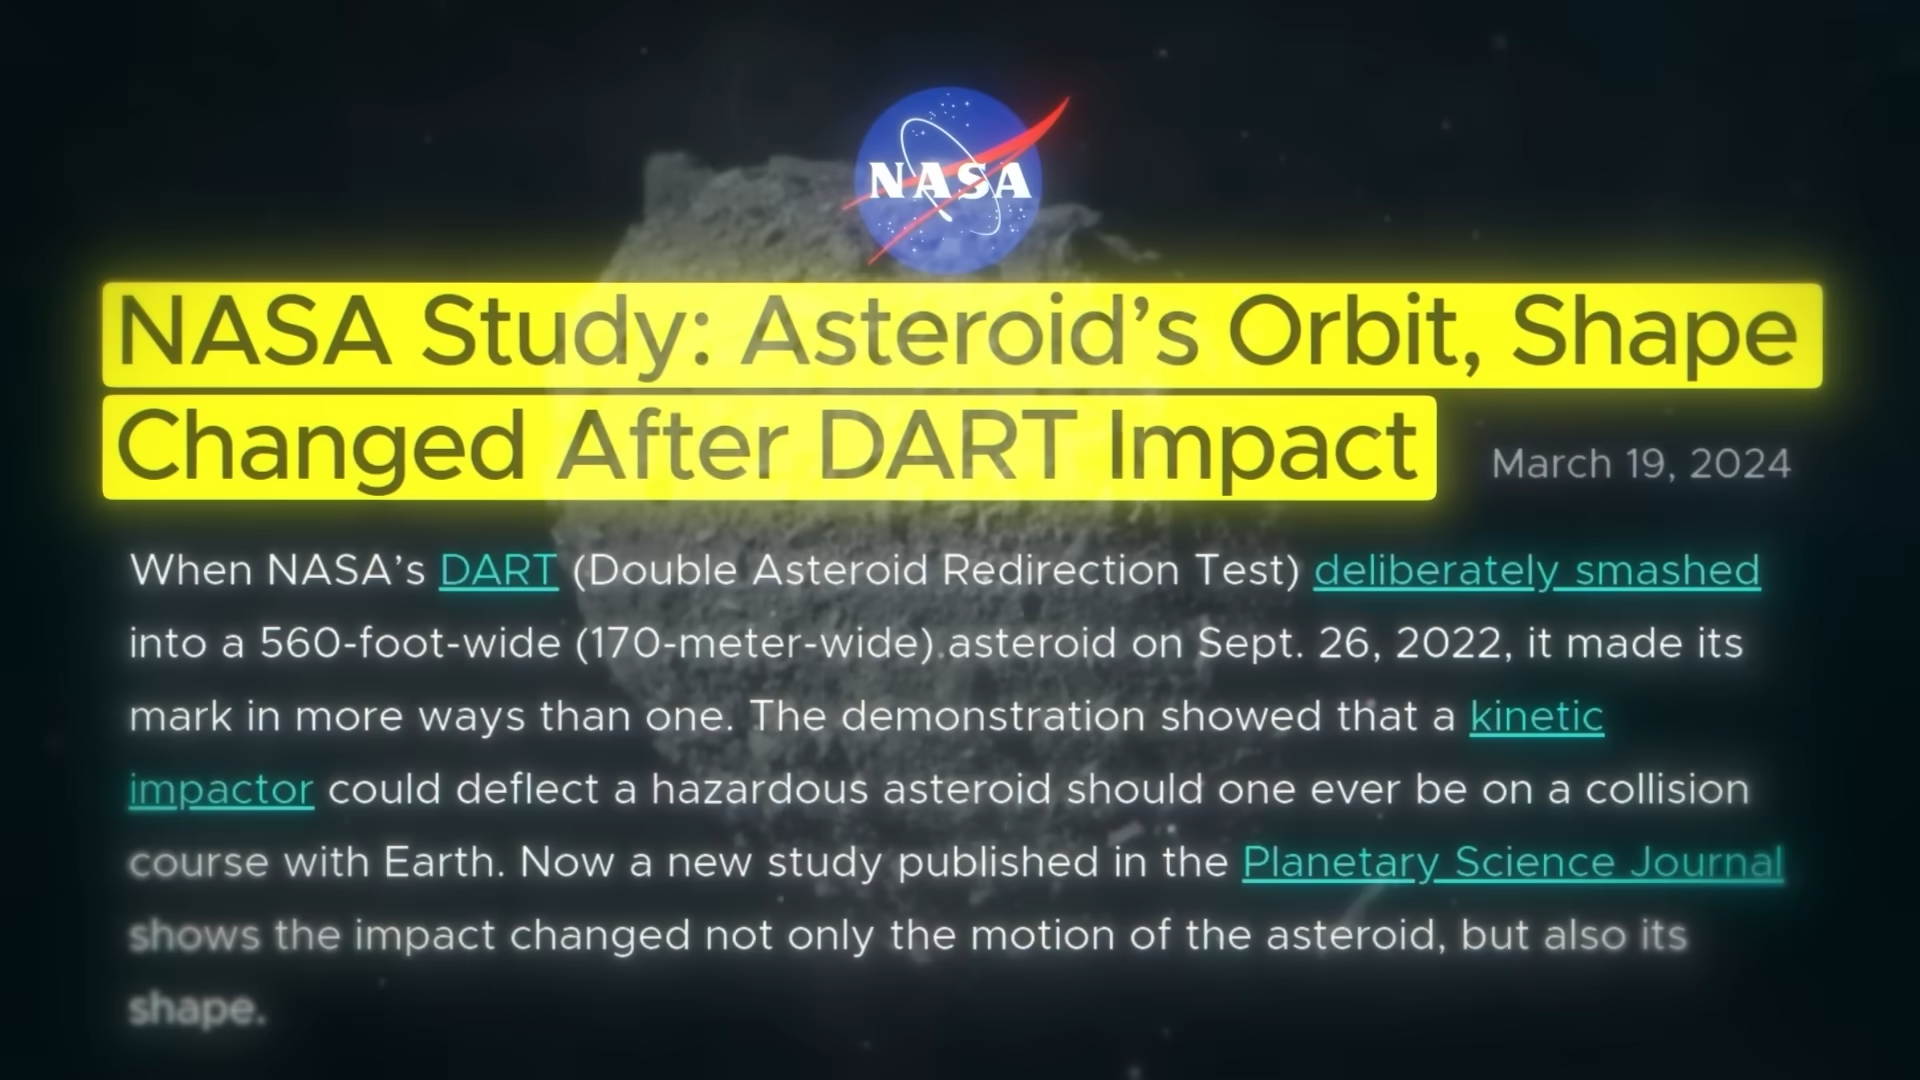 NASA
NASA Study: Asteroid’s Orbit, Shape
Changed After DART Impact
March 19, 2024
When NASA’s DART (Double Asteroid Redirection Test) deliberately smashed
into a 560-foot-wide (170-meter-wide) asteroid on Sept. 26, 2022, it made its
mark in more ways than one. The demonstration showed that a kinetic
impactor could deflect a hazardous asteroid should one ever be on a collision
course with Earth. Now a new study published in the Planetary Science Journal
shows the impact changed not only the motion of the asteroid, but also its
shape.